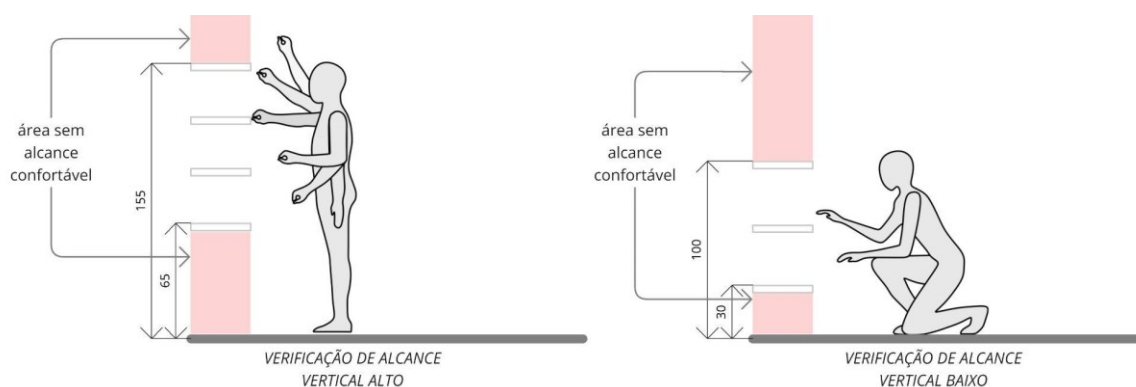 área sem
alcance
confortável
155
65
VERIFICAÇÃO DE ALCANCE
VERTICAL ALTO
área sem
alcance
confortável
100
30
VERIFICAÇÃO DE ALCANCE
VERTICAL BAIXO